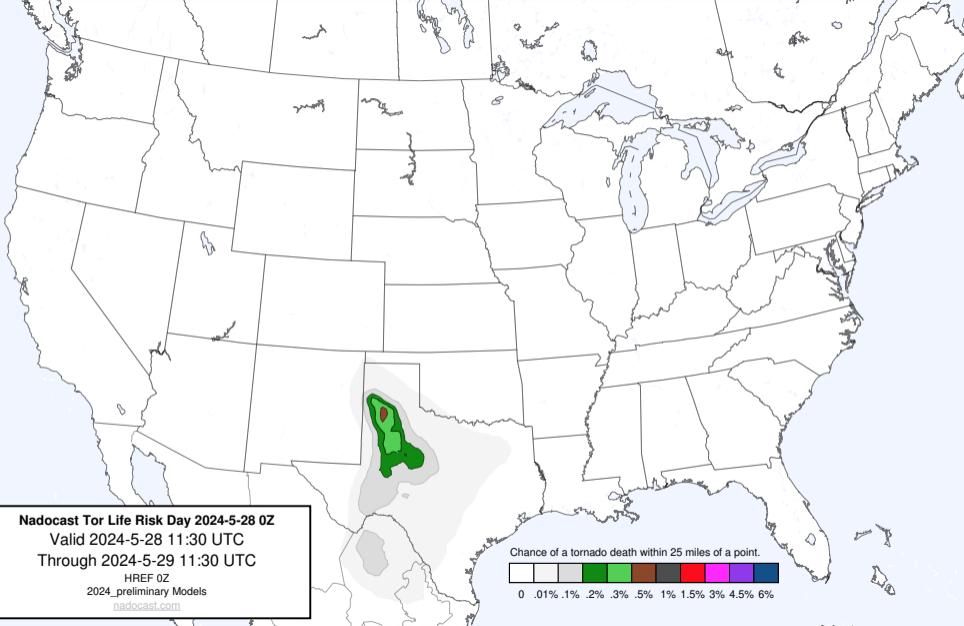 Nadocast Tor Life Risk Day 2024-5-28 0Z
Valid 2024-5-28 11:30 UTC
Through 2024-5-29 11:30 UTC
HREF 0Z
2024_preliminary Models
nadocast.com
Chance of a tornado death within 25 miles of a point.
0 .01% .1% .2% .3% .5% 1% 1.5% 3% 4.5% 6%